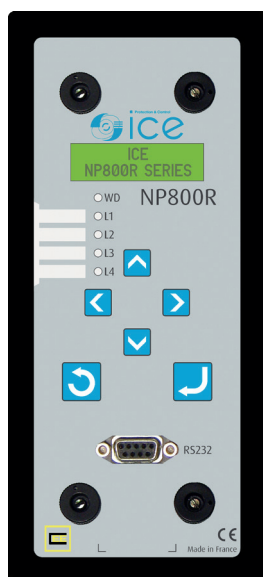 Protection & Control
ice
ICE
NP800R SERIES
WD NP800R
L1
L2
L3
L4
RS232
CE
Made in France